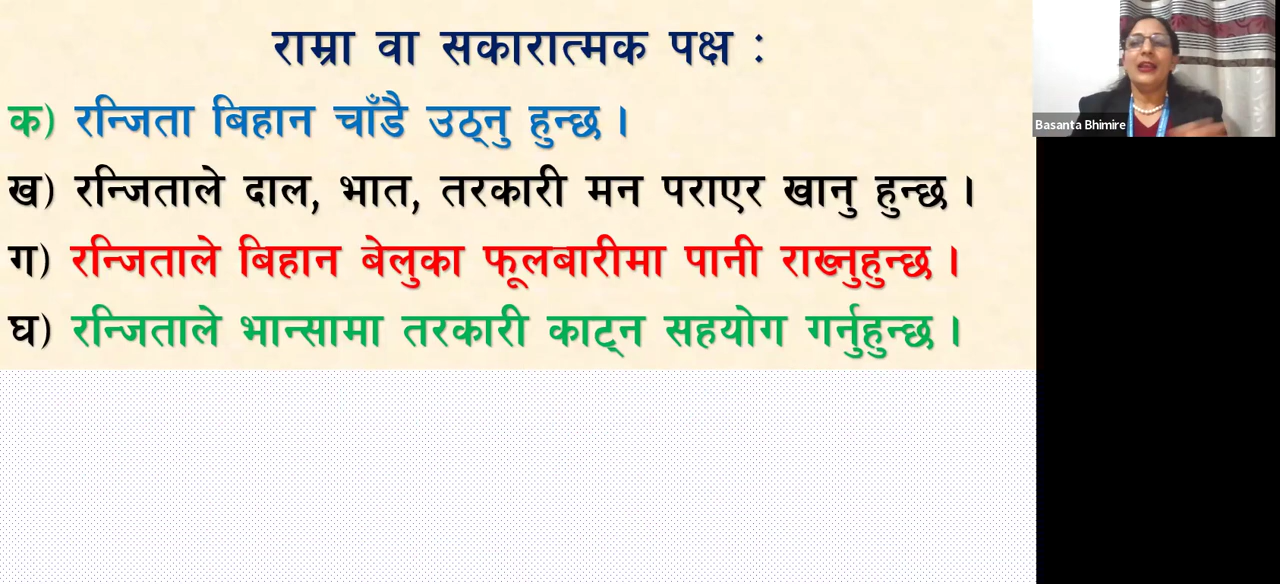 राम्रा वा सकारात्मक पक्ष :
क) रन्जिता बिहान चाँडै उठ्नु हुन्छ ।
ख) रन्जिताले दाल, भात, तरकारी मन पराएर खानु हुन्छ ।
ग) रन्जिताले बिहान बेलुका फूलबारीमा पानी राख्नुहुन्छ ।
घ) रन्जिताले भान्सामा तरकारी काट्न सहयोग गर्नुहुन्छ ।
Basanta Bhimire